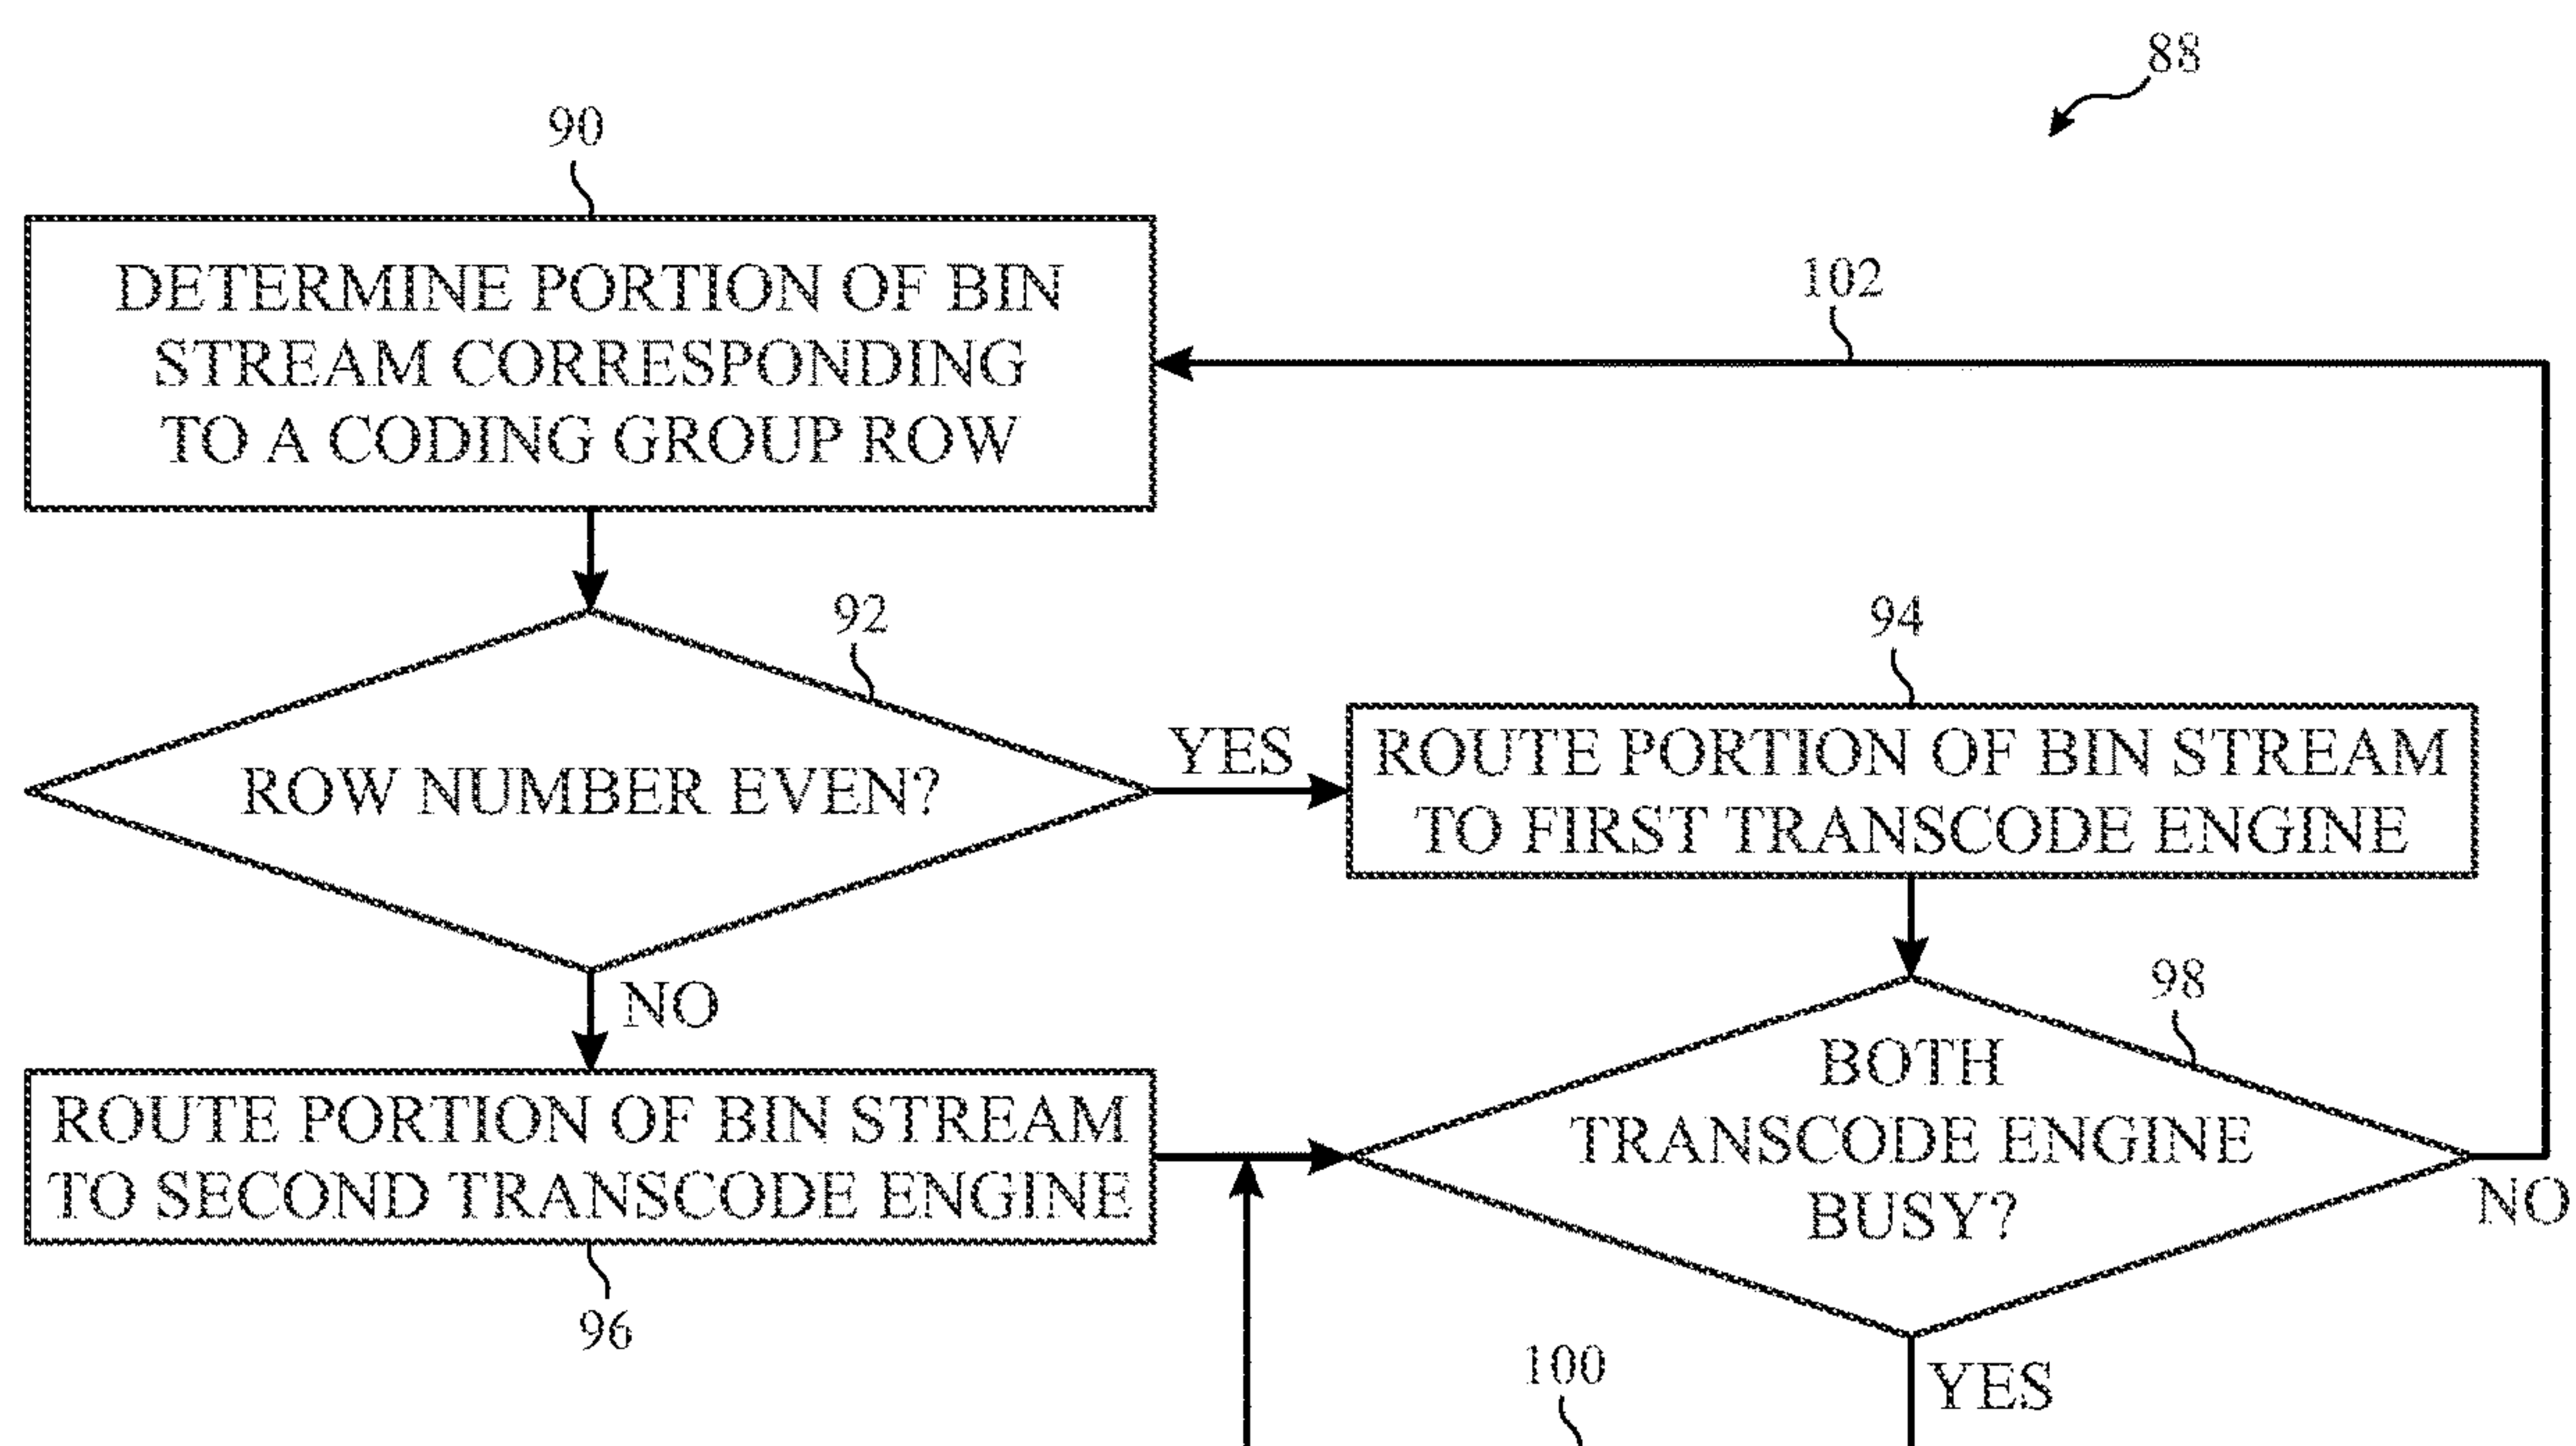 88
90
DETERMINE PORTION OF BIN
STREAM CORRESPONDING
TO A CODING GROUP ROW
102
92
ROW NUMBER EVEN?
YES
94
ROUTE PORTION OF BIN STREAM
TO FIRST TRANSCODE ENGINE
NO
ROUTE PORTION OF BIN STREAM
TO SECOND TRANSCODE ENGINE
96
98
BOTH
TRANSCODE ENGINE
BUSY?
NO
YES
100